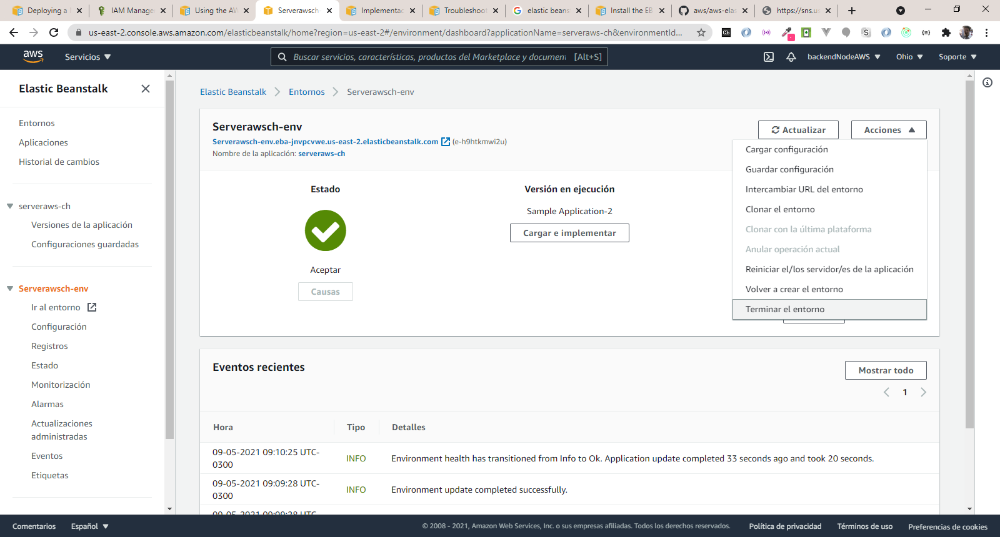 Deploying a
IAM Manage
Using the AW
Serverawsch-
Implementac
Troubleshoot
elastic beans
Install the EB
aws/aws-elas
https://sns.us
us-east-2.console.aws.amazon.com/elasticbeanstalk/home?region=us-east-2#/environment/dashboard?applicationName=serveraws-ch&environmentId...
aws
Servicios
Buscar servicios, características, productos del Marketplace y documen
[Alt+S]
backendNodeAWS
Ohio
Soporte
Elastic Beanstalk
Entornos
Aplicaciones
Historial de cambios
serveraws-ch
Versiones de la aplicación
Configuraciones guardadas
Serverawsch-env
Ir al entorno
Configuración
Registros
Estado
Monitorización
Alarmas
Actualizaciones
administradas
Eventos
Etiquetas
Elastic Beanstalk
Entornos
Serverawsch-env
Serverawsch-env
Serverawsch-env.eba-jnvpcvwe.us-east-2.elasticbeanstalk.com (e-h9htkmwi2u)
Nombre de la aplicación: serveraws-ch
Actualizar
Acciones
Cargar configuración
Guardar configuración
Intercambiar URL del entorno
Clonar el entorno
Clonar con la última plataforma
Anular operación actual
Reiniciar el/los servidor/es de la aplicación
Volver a crear el entorno
Terminar el entorno
Estado
Aceptar
Causas
Versión en ejecución
Sample Application-2
Cargar e implementar
Eventos recientes
Mostrar todo
1
Hora
Tipo
Detalles
09-05-2021 09:10:25 UTC-
0300
INFO
Environment health has transitioned from Info to Ok. Application update completed 33 seconds ago and took 20 seconds.
09-05-2021 09:09:28 UTC-
0300
INFO
Environment update completed successfully.
09-05-2021 09:09:28 UTC-
Comentarios
Español
© 2008 - 2021, Amazon Web Services, Inc. o sus empresas afiliadas. Todos los derechos reservados.
Política de privacidad
Términos de uso
Preferencias de cookies